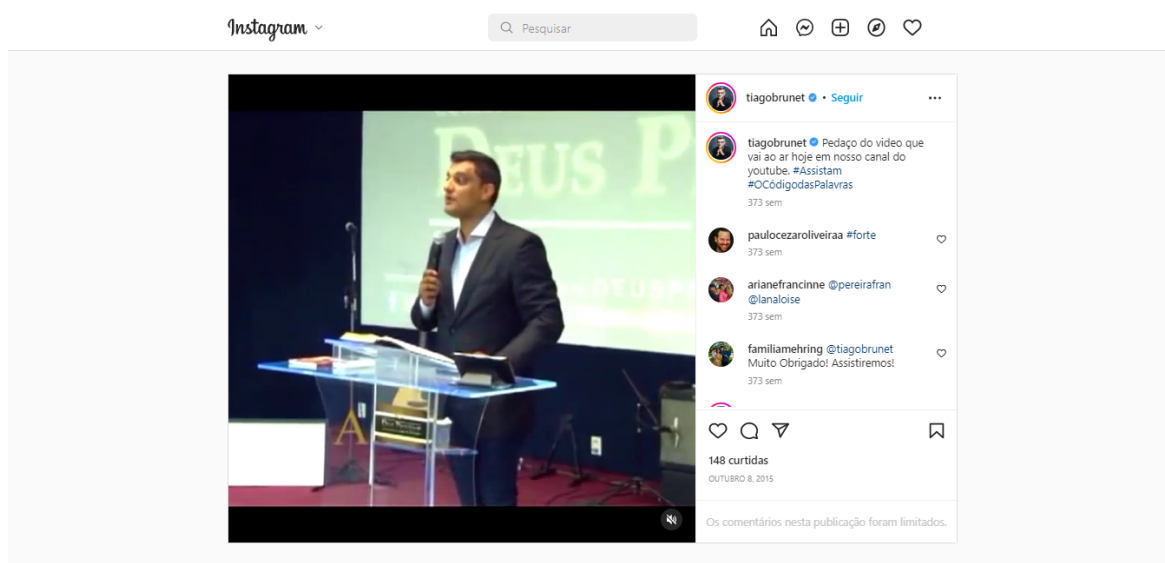 Instagram
Pesquisar
DEUS P
tiagobrunet • Seguir
tiagobrunet Pedaço do video que
vai ao ar hoje em nosso canal do
youtube. #Assistam
#OCódigodasPalavras
373 sem
paulocezaroliveiraa #forte
373 sem
arianefrancinne @pereirafran
@lanaloise
373 sem
familiamehring @tiagobrunet
Muito Obrigado! Assistiremos!
373 sem
148 curtidas
OUTUBRO 8, 2015
Os comentários nesta publicação foram limitados.